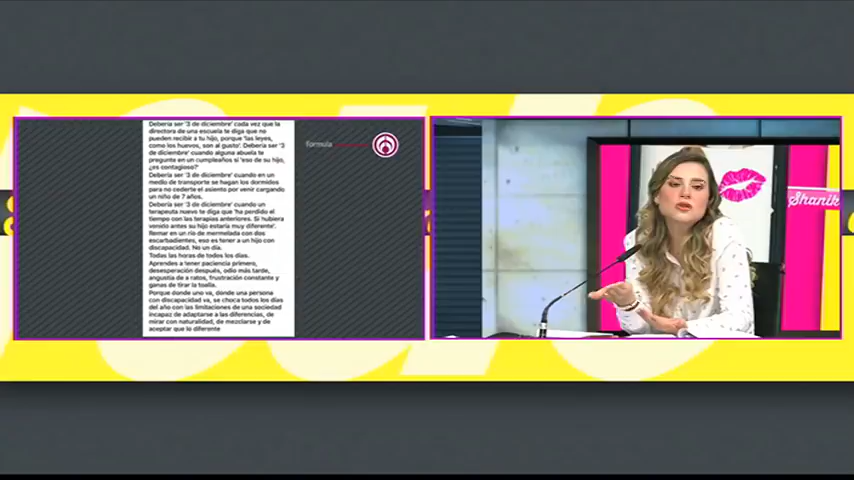 Debería ser '3 de diciembre' cada vez que la
directora de una escuela te diga que no
pueden recibir a tu hijo, porque 'las leyes,
como los huevos, son al gusto'. Debería ser '3
de diciembre' cuando alguna abuela te
pregunte en un cumpleaños si 'eso de su hijo,
¿es contagioso?'
Debería ser '3 de diciembre' cuando en un
medio de transporte se hagan los dormidos
para no cederte el asiento por venir cargando
un niño de 7 años.
Debería ser '3 de diciembre' cuando un
terapeuta nuevo te diga que 'ha perdido el
tiempo con las terapias anteriores. Si hubiera
venido antes su hijo estaría muy diferente'.
Remar en un río de mermelada con dos
escarbadientes, eso es tener a un hijo con
discapacidad. No un día.
Todas las horas de todos los días.
Aprendes a tener paciencia primero,
desesperación después, odio más tarde,
angustia de a ratos, frustración constante y
ganas de tirar la toalla.
Porque donde uno va, donde una persona
con discapacidad va, se choca todos los días
del año con las limitaciones de una sociedad
incapaz de adaptarse a las diferencias, de
mirar con naturalidad, de mezclarse y de
aceptar que lo diferente
Formula
Shanik